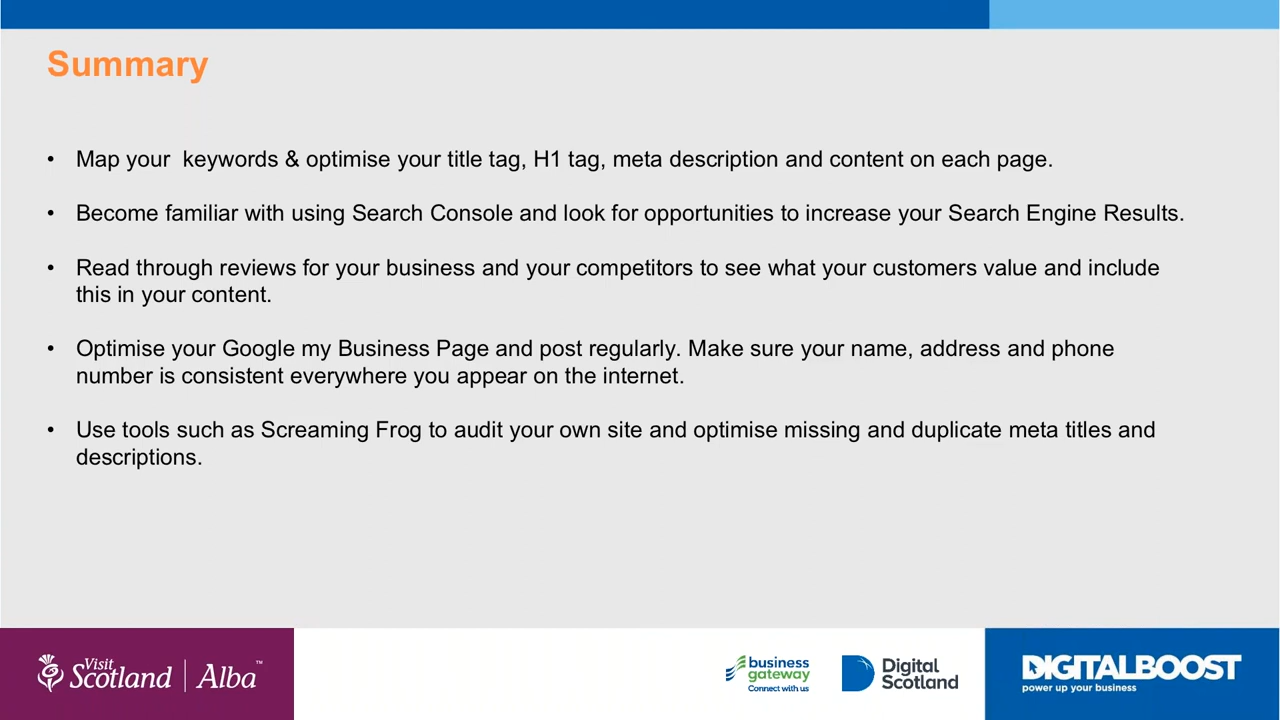 Summary
• Map your  keywords & optimise your title tag, H1 tag, meta description and content on each page.
• Become familiar with using Search Console and look for opportunities to increase your Search Engine Results.
• Read through reviews for your business and your competitors to see what your customers value and include
this in your content.
• Optimise your Google my Business Page and post regularly. Make sure your name, address and phone
number is consistent everywhere you appear on the internet.
• Use tools such as Screaming Frog to audit your own site and optimise missing and duplicate meta titles and
descriptions.
Visit
Scotland | Alba™
business
gateway
Connect with us
Digital
Scotland
DIGITALBOOST
power up your business